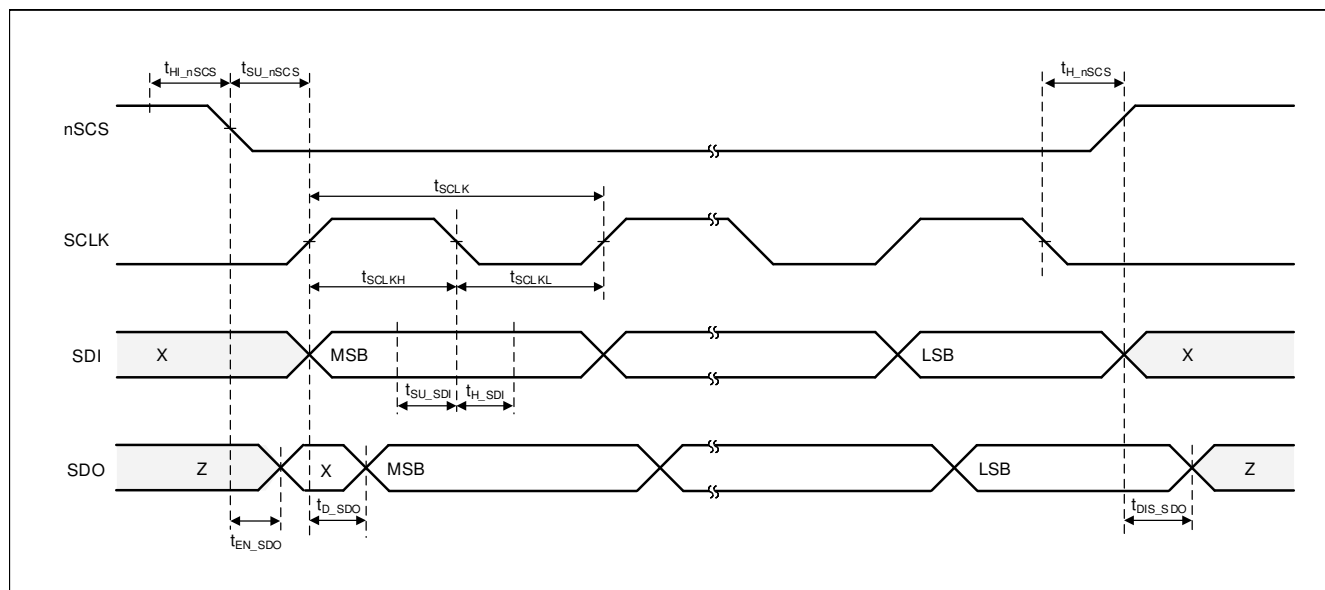 tHI_nSCS tSU_nSCS tH_nSCS
nSCS
tSCLK
SCLK
tSCLKH tSCLKL
SDI X MSB LSB X
tSU_SDI tH_SDI
SDO Z X MSB LSB Z
tD_SDO tDIS_SDO
tEN_SDO